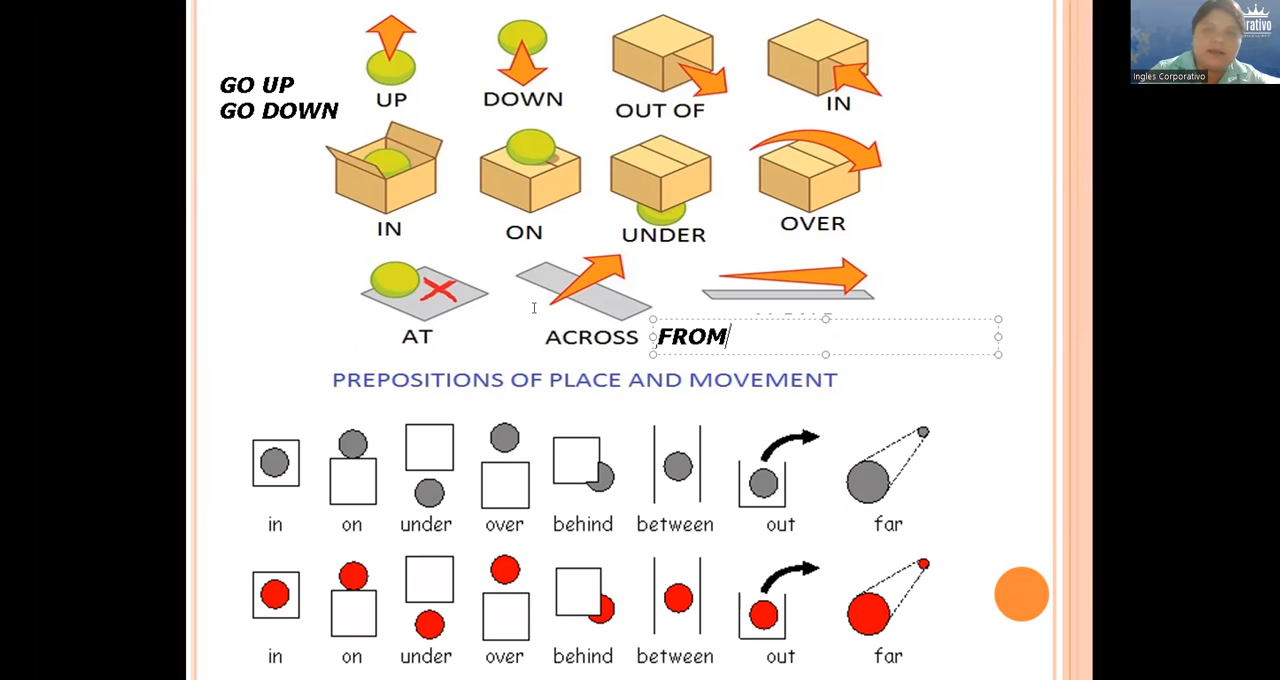 rativo
Ingles Corporativo
GO UP
GO DOWN
UP
DOWN
OUT OF
IN
IN
ON
UNDER
OVER
AT
ACROSS
FROM
PREPOSITIONS OF PLACE AND MOVEMENT
in on under over behind between out far
in on under over behind between out far